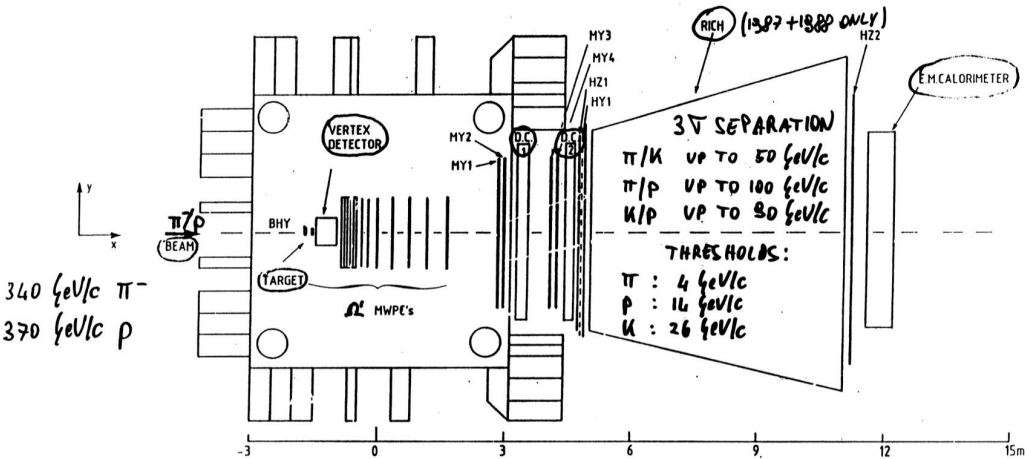 RICH (1987+1988 ONLY)
MY3
MY4
HZ1
HY1
HZ2
E.M.CALORIMETER
VERTEX
DETECTOR
MY2
MY1
D.C.
1
D.C.
2
3σ SEPARATION
π/K UP TO 50 GeV/c
π/p UP TO 100 GeV/c
K/p UP TO 90 GeV/c
THRESHOLDS:
π : 4 GeV/c
p : 14 GeV/c
K : 26 GeV/c
y
x
π/p
BEAM
BHY
TARGET
Ω' MWPC's
340 GeV/c π⁻
370 GeV/c p
-3 0 3 6 9. 12 15m